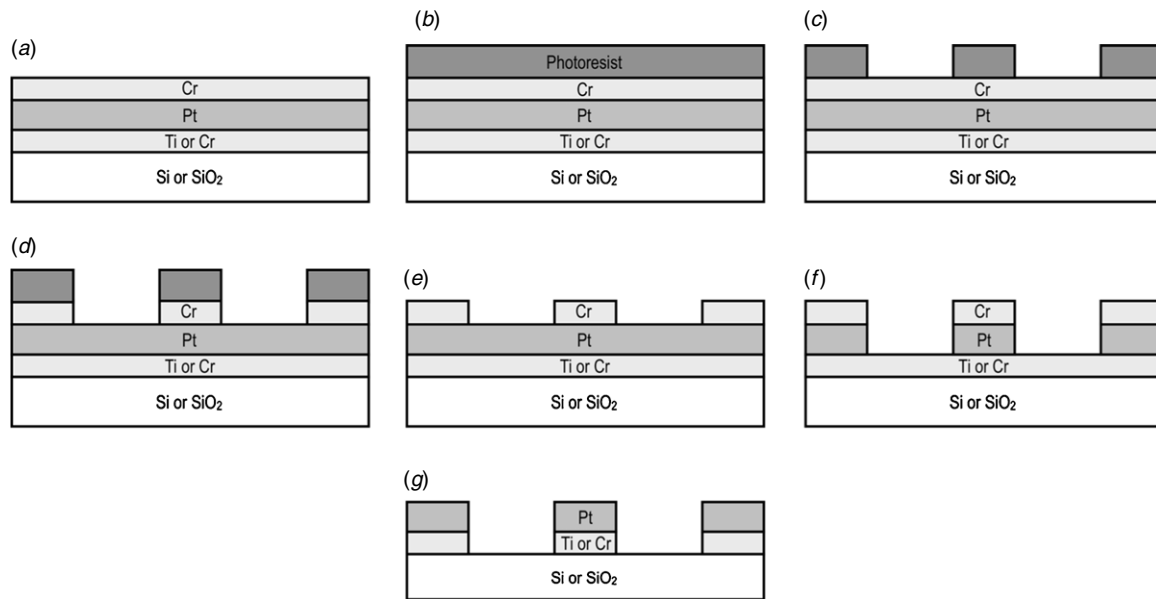 (a)
Cr
Pt
Ti or Cr
Si or SiO₂
(b)
Photoresist
Cr
Pt
Ti or Cr
Si or SiO₂
(c)
Cr
Pt
Ti or Cr
Si or SiO₂
(d)
Cr
Pt
Ti or Cr
Si or SiO₂
(e)
Cr
Pt
Ti or Cr
Si or SiO₂
(f)
Cr
Pt
Ti or Cr
Si or SiO₂
(g)
Pt
Ti or Cr
Si or SiO₂